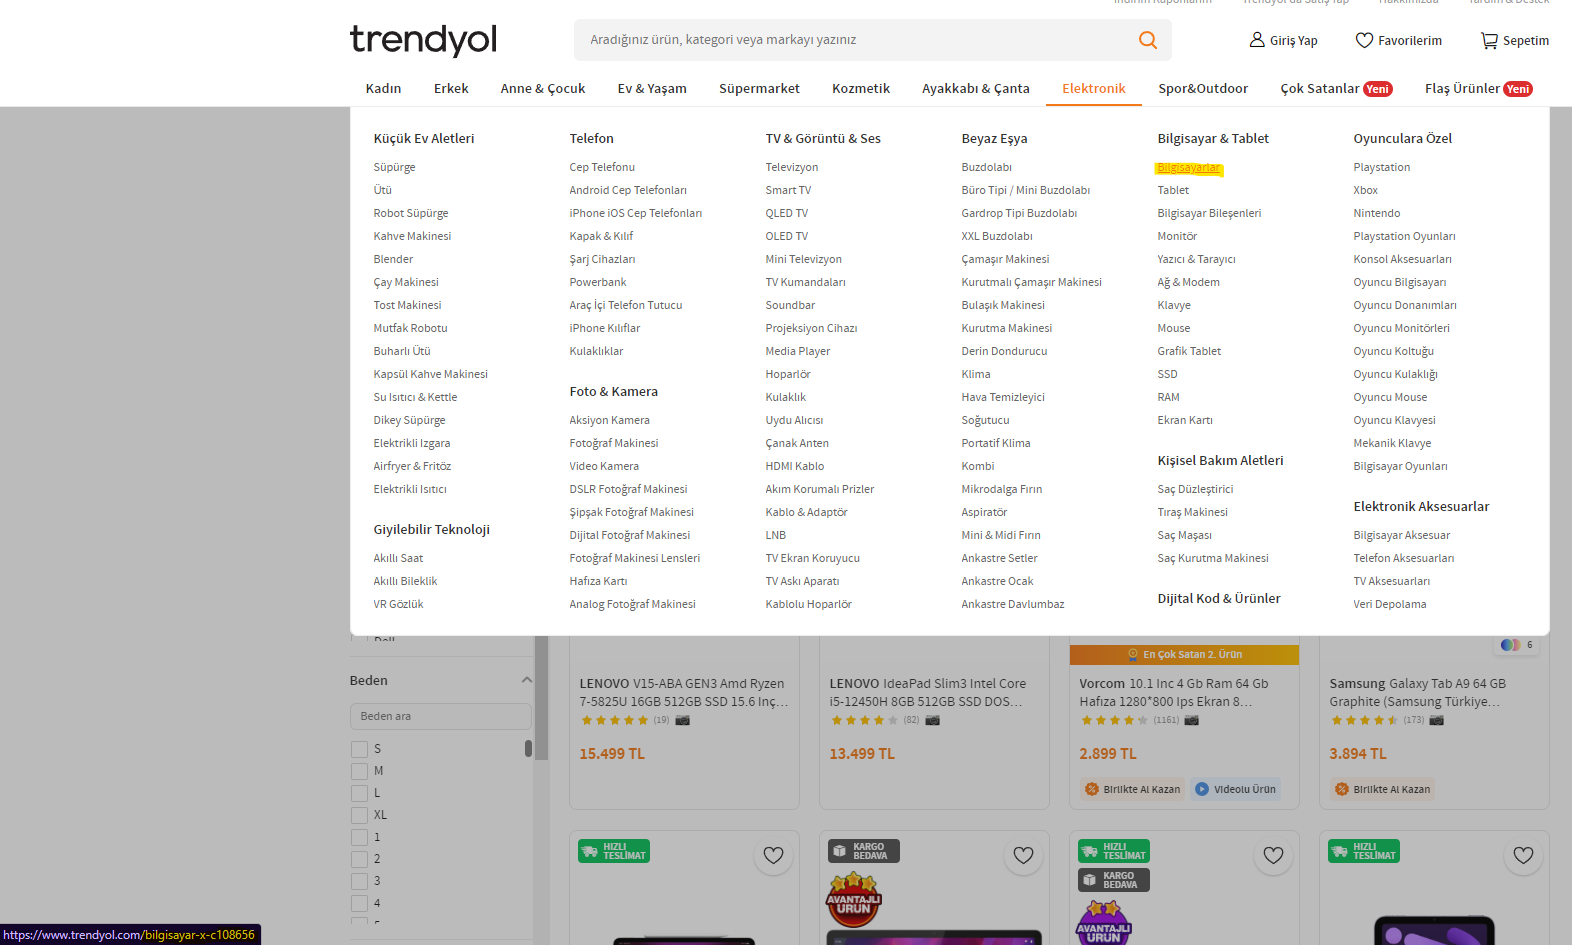 İndirim Kuponlarım Trendyol'da Satış Yap Hakkımızda Yardım & Destek
trendyol
Aradığınız ürün, kategori veya markayı yazınız
Giriş Yap Favorilerim Sepetim
Kadın Erkek Anne & Çocuk Ev & Yaşam Süpermarket Kozmetik Ayakkabı & Çanta Elektronik Spor&Outdoor Çok Satanlar Yeni Flaş Ürünler Yeni
Küçük Ev Aletleri
Süpürge
Ütü
Robot Süpürge
Kahve Makinesi
Blender
Çay Makinesi
Tost Makinesi
Mutfak Robotu
Buharlı Ütü
Kapsül Kahve Makinesi
Su Isıtıcı & Kettle
Dikey Süpürge
Elektrikli Izgara
Airfryer & Fritöz
Elektrikli Isıtıcı
Giyilebilir Teknoloji
Akıllı Saat
Akıllı Bileklik
VR Gözlük
Telefon
Cep Telefonu
Android Cep Telefonları
iPhone iOS Cep Telefonları
Kapak & Kılıf
Şarj Cihazları
Powerbank
Araç İçi Telefon Tutucu
iPhone Kılıflar
Kulaklıklar
Foto & Kamera
Aksiyon Kamera
Fotoğraf Makinesi
Video Kamera
DSLR Fotoğraf Makinesi
Şipşak Fotoğraf Makinesi
Dijital Fotoğraf Makinesi
Fotoğraf Makinesi Lensleri
Hafıza Kartı
Analog Fotoğraf Makinesi
TV & Görüntü & Ses
Televizyon
Smart TV
QLED TV
OLED TV
Mini Televizyon
TV Kumandaları
Soundbar
Projeksiyon Cihazı
Media Player
Hoparlör
Kulaklık
Uydu Alıcısı
Çanak Anten
HDMI Kablo
Akım Korumalı Prizler
Kablo & Adaptör
LNB
TV Ekran Koruyucu
TV Askı Aparatı
Kablolu Hoparlör
Beyaz Eşya
Buzdolabı
Büro Tipi / Mini Buzdolabı
Gardrop Tipi Buzdolabı
XXL Buzdolabı
Çamaşır Makinesi
Kurutmalı Çamaşır Makinesi
Bulaşık Makinesi
Kurutma Makinesi
Derin Dondurucu
Klima
Hava Temizleyici
Soğutucu
Portatif Klima
Kombi
Mikrodalga Fırın
Aspiratör
Mini & Midi Fırın
Ankastre Setler
Ankastre Ocak
Ankastre Davlumbaz
Bilgisayar & Tablet
Bilgisayarlar
Tablet
Bilgisayar Bileşenleri
Monitör
Yazıcı & Tarayıcı
Ağ & Modem
Klavye
Mouse
Grafik Tablet
SSD
RAM
Ekran Kartı
Kişisel Bakım Aletleri
Saç Düzleştirici
Tıraş Makinesi
Saç Maşası
Saç Kurutma Makinesi
Dijital Kod & Ürünler
Oyunculara Özel
Playstation
Xbox
Nintendo
Playstation Oyunları
Konsol Aksesuarları
Oyuncu Bilgisayarı
Oyuncu Donanımları
Oyuncu Monitörleri
Oyuncu Koltuğu
Oyuncu Kulaklığı
Oyuncu Mouse
Oyuncu Klavyesi
Mekanik Klavye
Bilgisayar Oyunları
Elektronik Aksesuarlar
Bilgisayar Aksesuar
Telefon Aksesuarları
TV Aksesuarları
Veri Depolama
Dell
Beden
Beden ara
S
M
L
XL
1
2
3
4
LENOVO V15-ABA GEN3 Amd Ryzen
7-5825U 16GB 512GB SSD 15.6 Inç...
(19)
15.499 TL
LENOVO IdeaPad Slim3 Intel Core
i5-12450H 8GB 512GB SSD DOS...
(82)
13.499 TL
En Çok Satan 2. Ürün
Vorcom 10.1 Inc 4 Gb Ram 64 Gb
Hafıza 1280*800 Ips Ekran 8...
(1161)
2.899 TL
Birlikte Al Kazan Videolu Ürün
6
Samsung Galaxy Tab A9 64 GB
Graphite (Samsung Türkiye...
(173)
3.894 TL
Birlikte Al Kazan
HIZLI
TESLİMAT
KARGO
BEDAVA
AVANTAJLI
ÜRÜN
HIZLI
TESLİMAT
KARGO
BEDAVA
AVANTAJLI
ÜRÜN
HIZLI
TESLİMAT
https://www.trendyol.com/bilgisayar-x-c108656